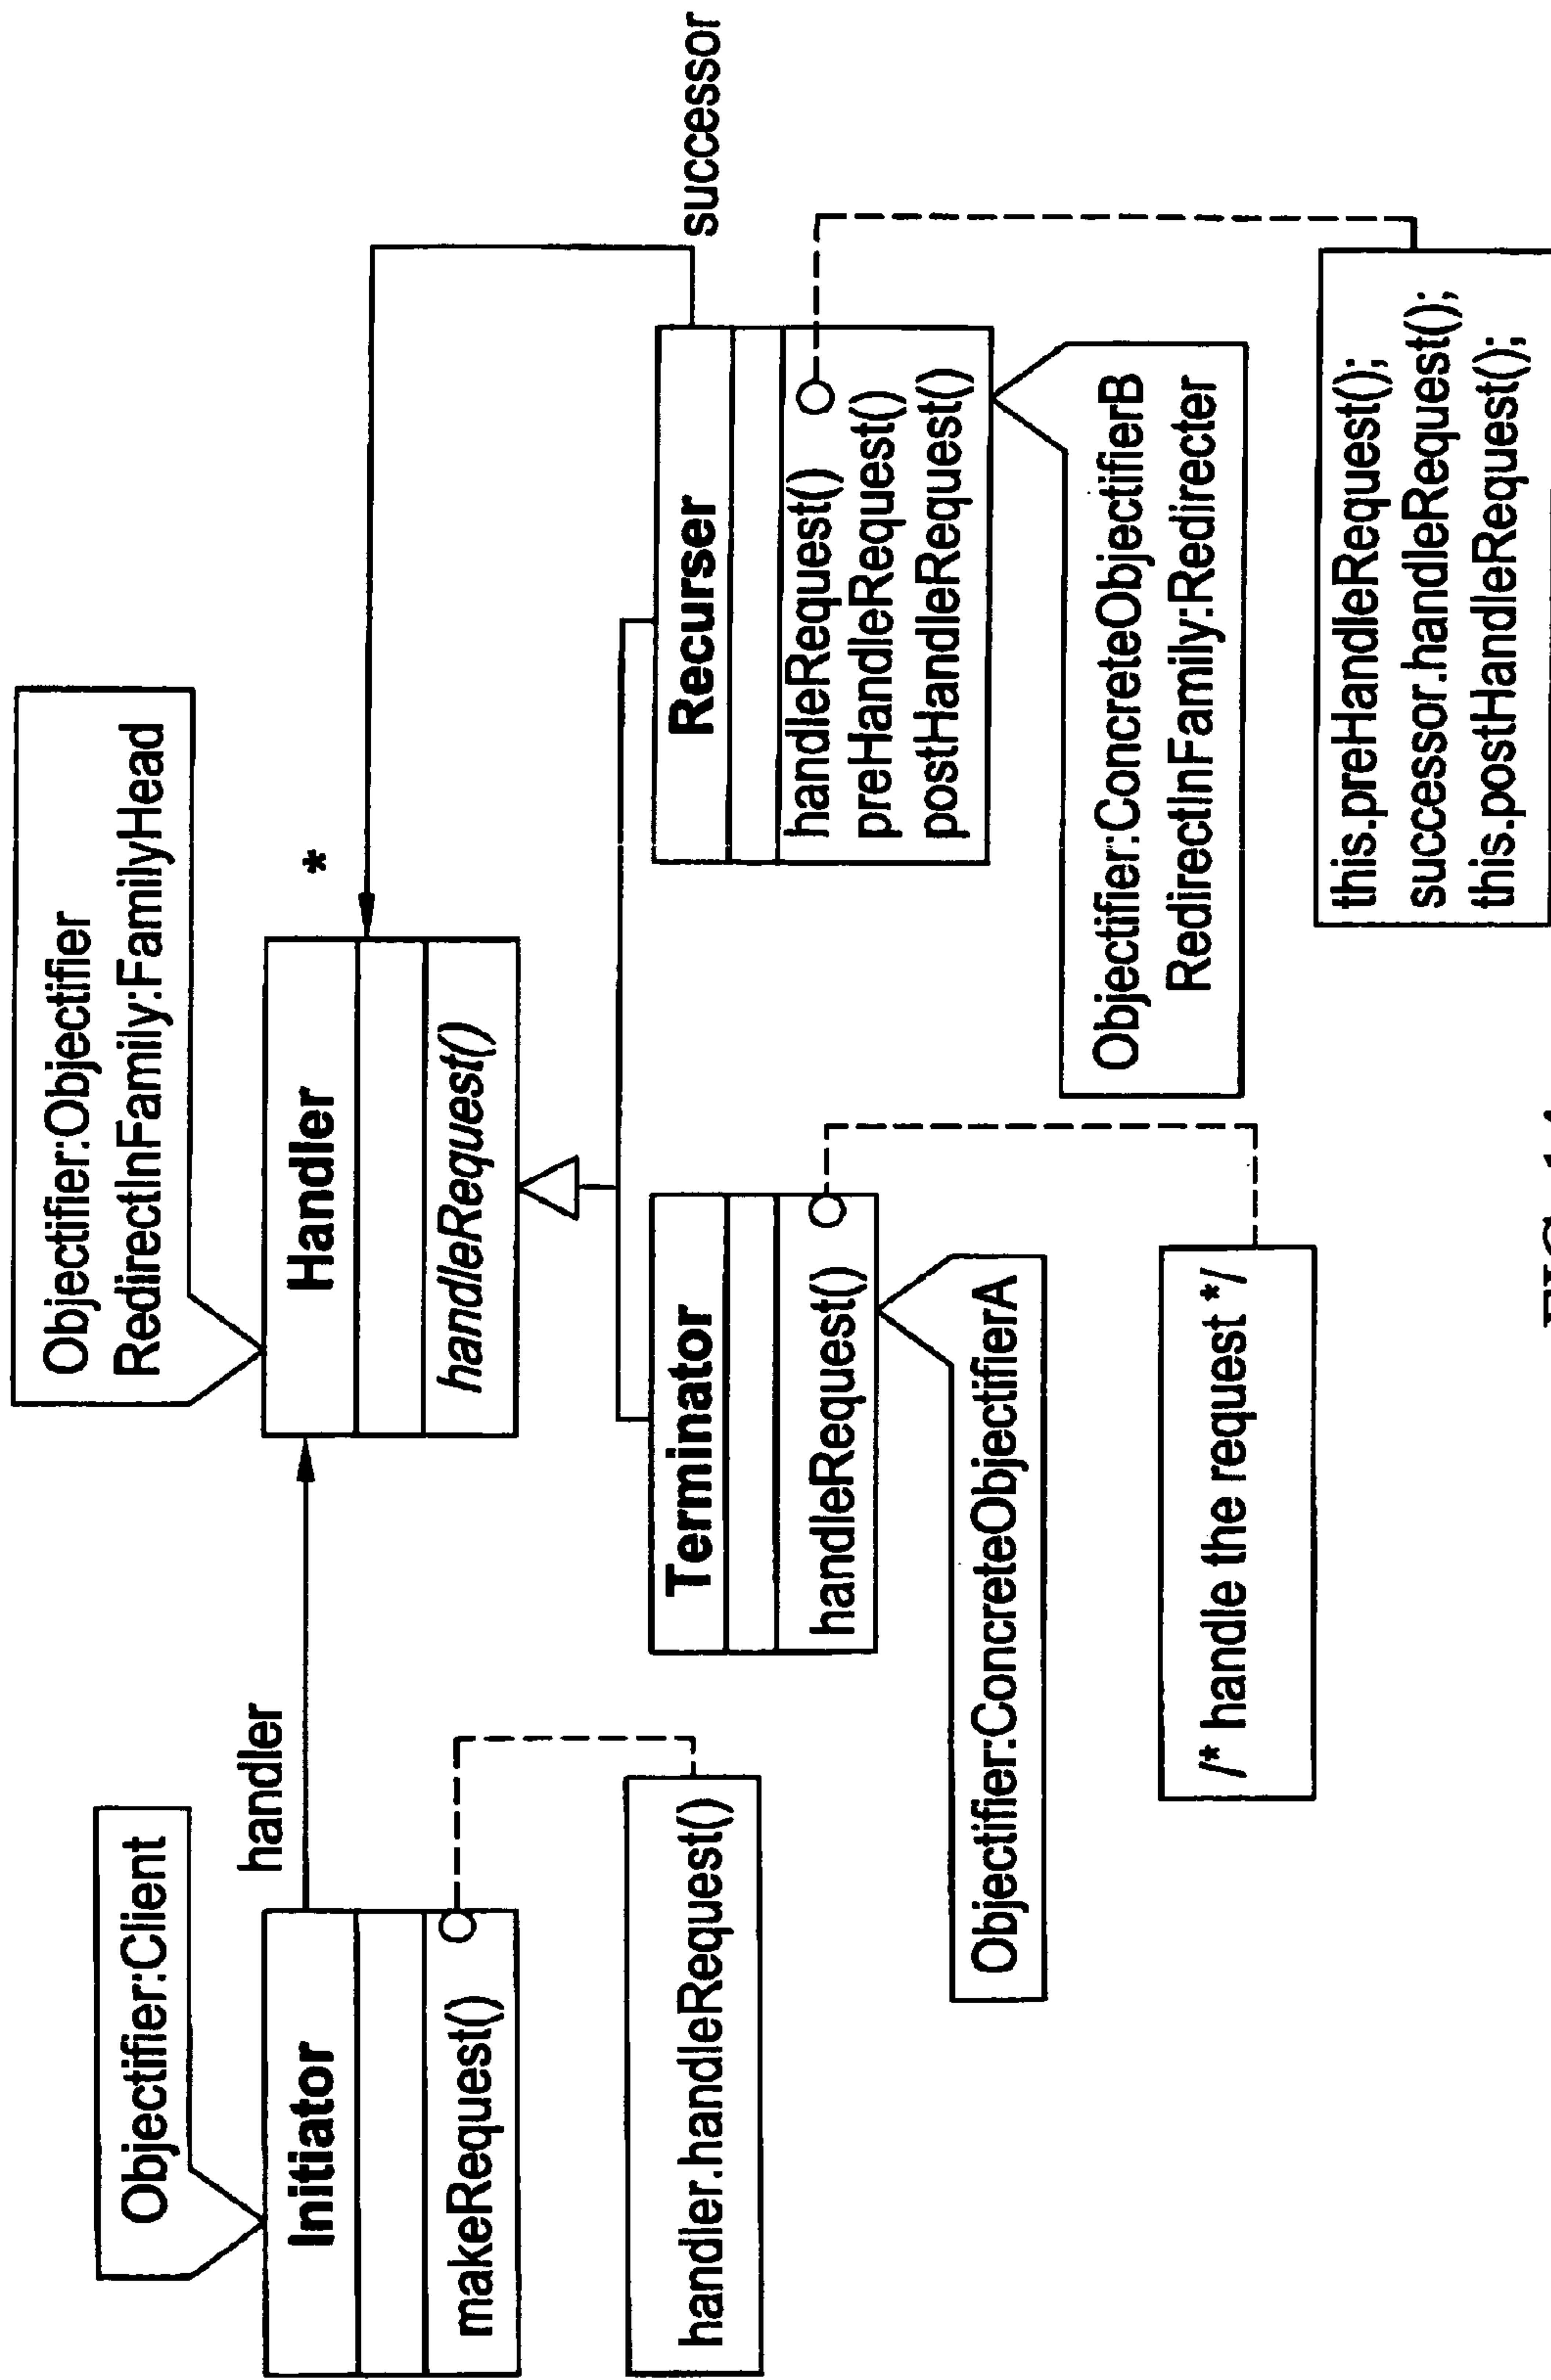 Objectifier:Client
Initiator
makeRequest()
handler.handleRequest()
handler
Objectifier:Objectifier
RedirectInFamily:FamilyHead
Handler
handleRequest()
*
successor
Terminator
handleRequest()
Objectifier:ConcreteObjectifierA
/* handle the request */
Recurser
handleRequest()
preHandleRequest()
postHandleRequest()
Objectifier:ConcreteObjectifierB
RedirectInFamily:Redirecter
this.preHandleRequest();
successor.handleRequest();
this.postHandleRequest();